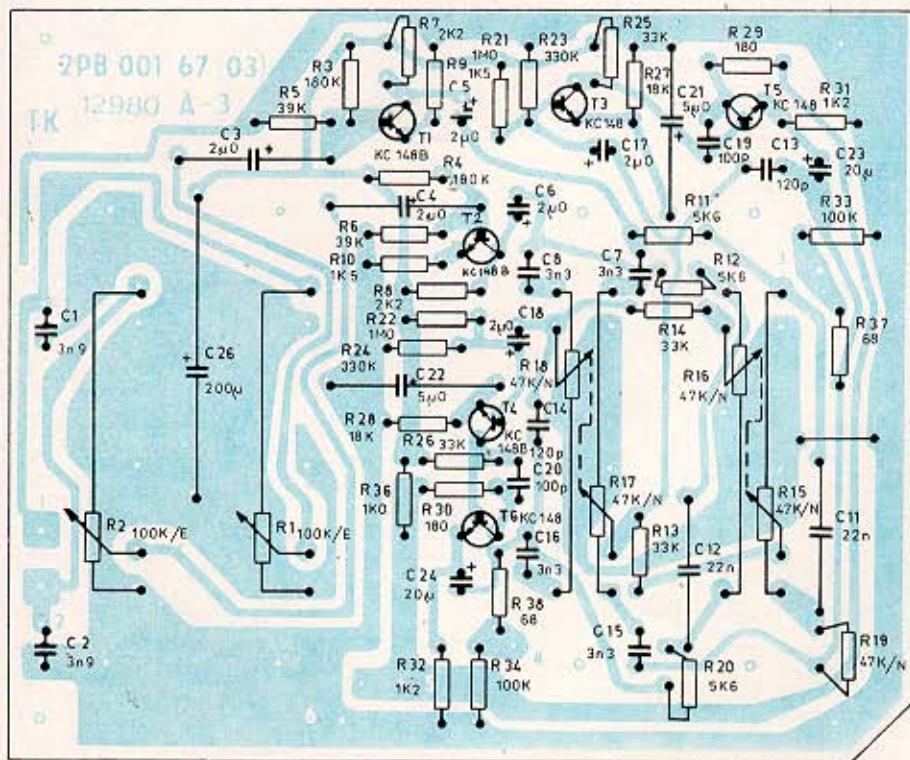 2PB 001 67 03
TK 12980 A-3
R7
2K2
R3
180K
R9
C5
2µ0
R5
39K
C3
2µ0
T1
KC 148B
R21
1M0
1K5
R23
330K
R25
33K
R27
18K
T3
KC148
C17
2µ0
C21
5µ0
R29
180
T5
KC 148
R31
1K2
C19
100p
C13
120p
C23
20µ
R4
180K
C4
2µ0
C6
2µ0
T2
KC148B
R6
39K
R10
1K5
R11
5K6
R33
100K
C8
3n3
C7
3n3
R12
5K6
R8
2K2
R22
1M0
2µ0
C18
R14
33K
R24
330K
R18
47K/N
R16
47K/N
R37
68
C1
3n9
C26
200µ
C22
5µ0
R28
18K
T4
KC
148B
C14
120p
R26
33K
C20
100p
R36
1K0
R30
180
T6
KC148
R17
47K/N
R15
47K/N
R2
100K/E
R1
100K/E
C16
3n3
R13
33K
C12
22n
C11
22n
C24
20µ
R38
68
C2
3n9
C15
3n3
R32
1K2
R34
100K
R20
5K6
R19
47K/N